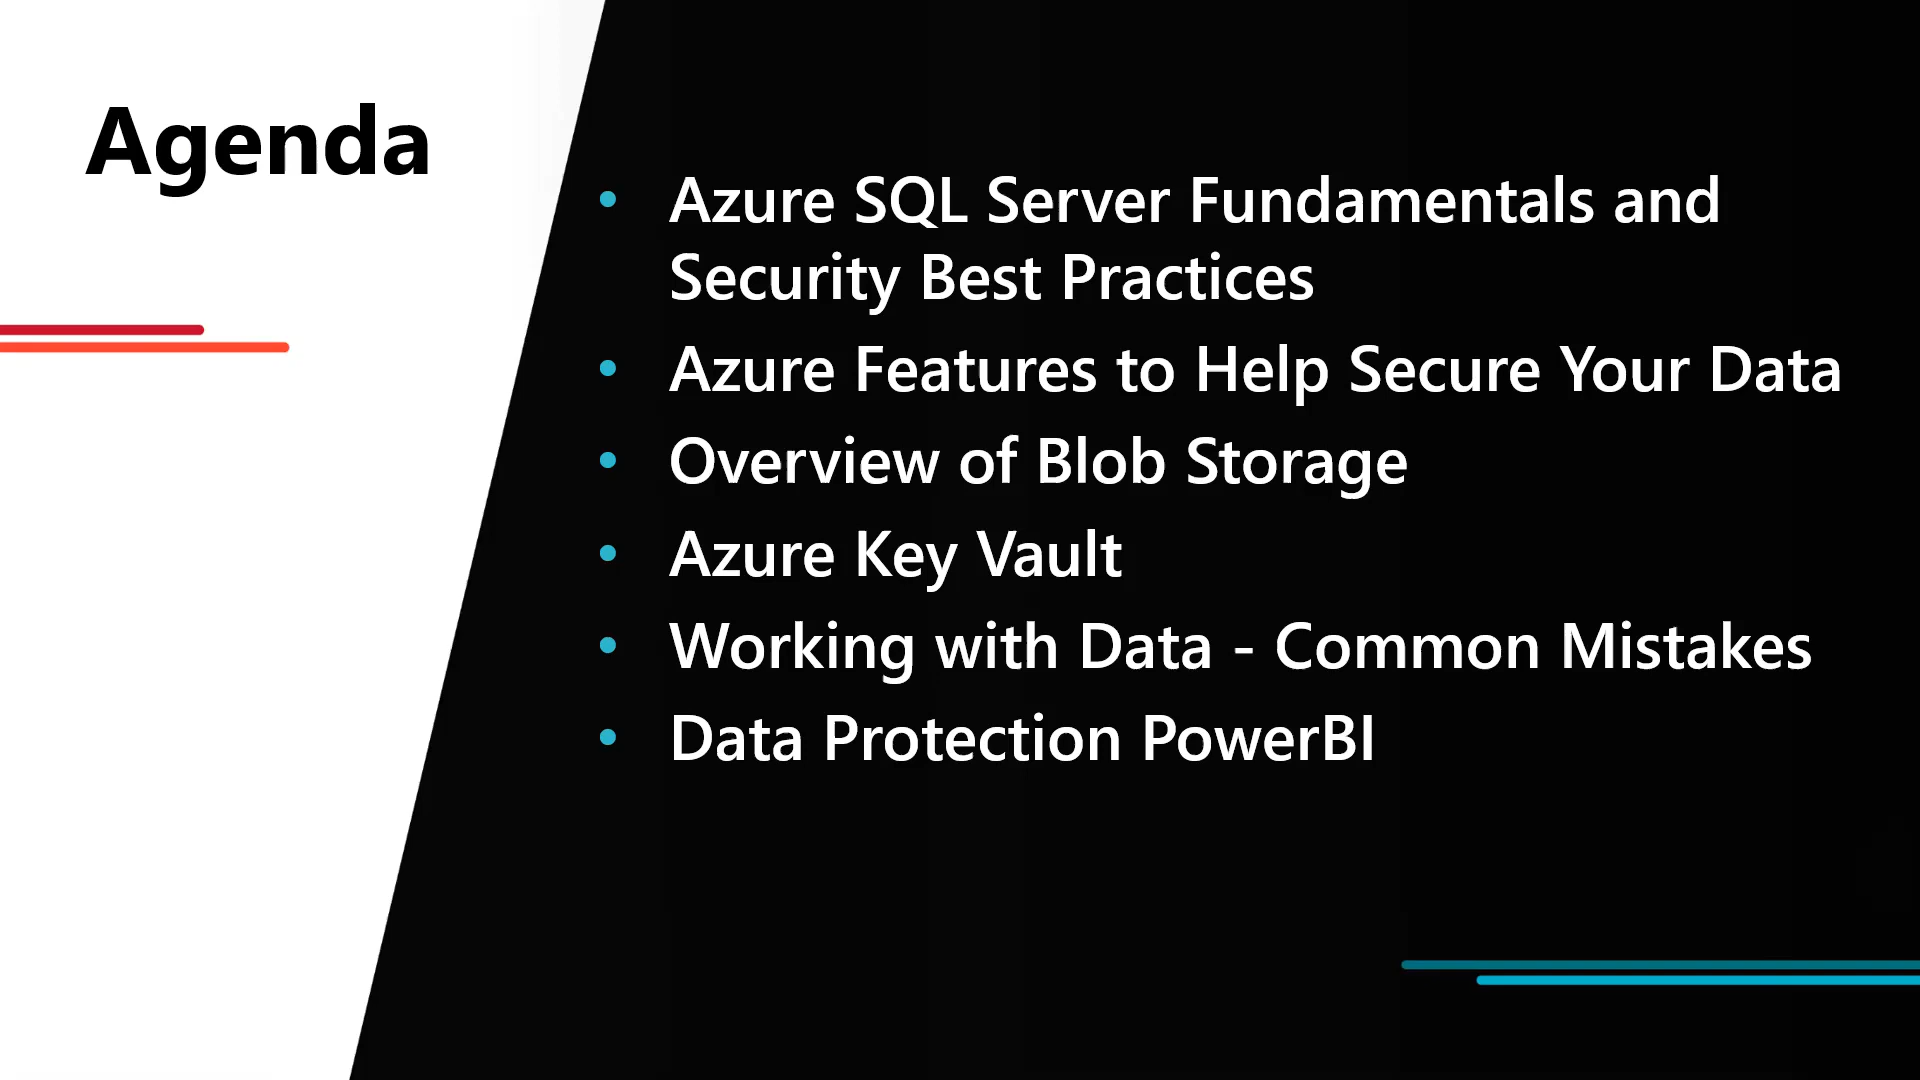 Agenda
• Azure SQL Server Fundamentals and
Security Best Practices
• Azure Features to Help Secure Your Data
• Overview of Blob Storage
• Azure Key Vault
• Working with Data - Common Mistakes
• Data Protection PowerBI